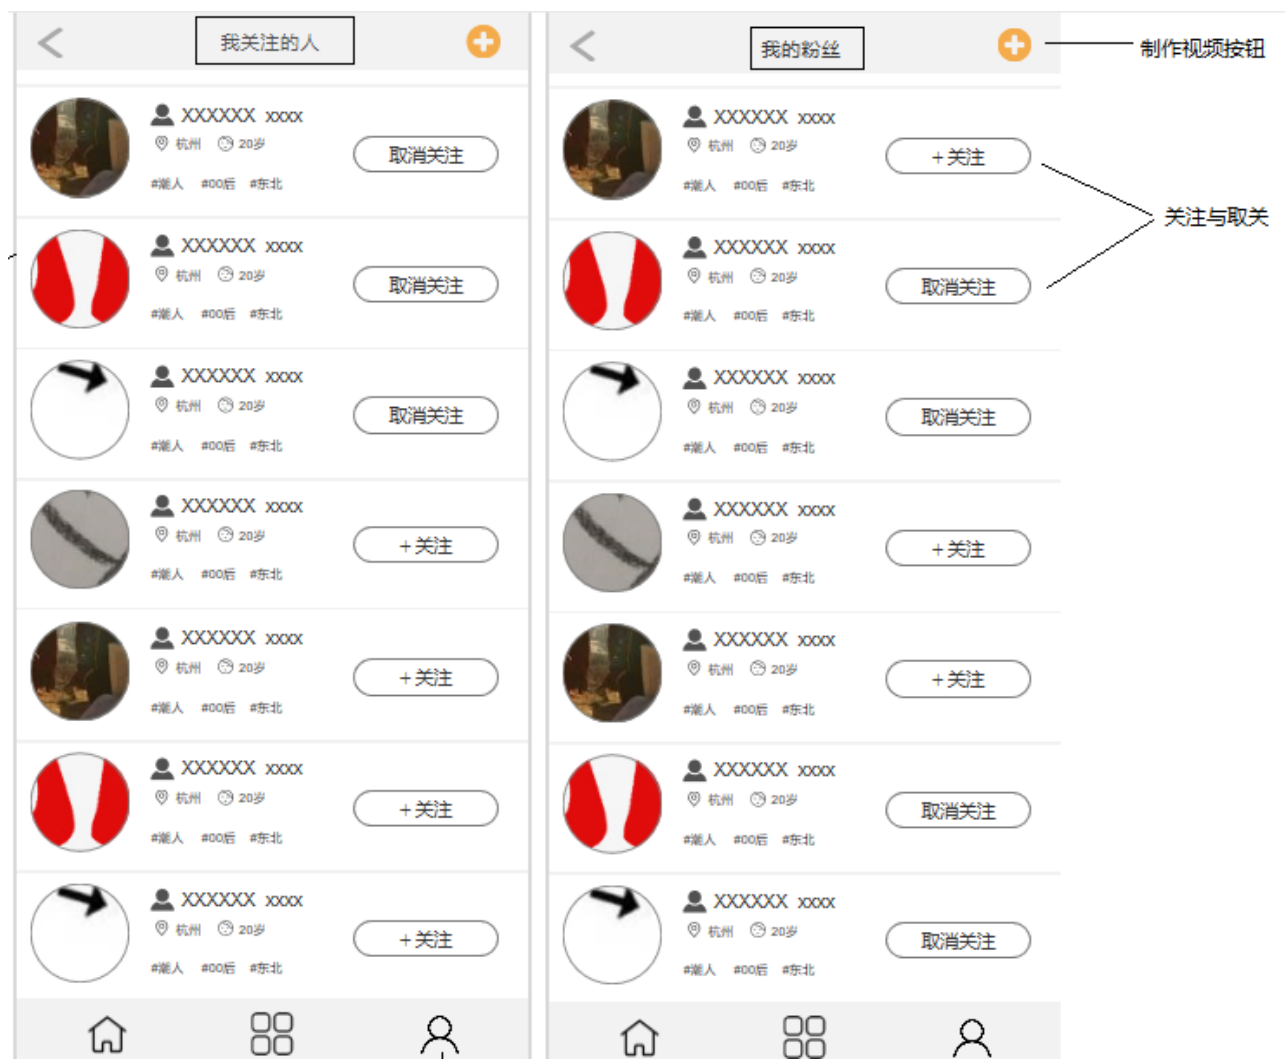 我关注的人
XXXXXX xxxx
杭州 20岁
取消关注
#潮人 #00后 #东北
XXXXXX xxxx
杭州 20岁
取消关注
#潮人 #00后 #东北
XXXXXX xxxx
杭州 20岁
取消关注
#潮人 #00后 #东北
XXXXXX xxxx
杭州 20岁
+关注
#潮人 #00后 #东北
XXXXXX xxxx
杭州 20岁
+关注
#潮人 #00后 #东北
XXXXXX xxxx
杭州 20岁
+关注
#潮人 #00后 #东北
XXXXXX xxxx
杭州 20岁
+关注
#潮人 #00后 #东北
我的粉丝
XXXXXX xxxx
杭州 20岁
+关注
#潮人 #00后 #东北
XXXXXX xxxx
杭州 20岁
取消关注
#潮人 #00后 #东北
XXXXXX xxxx
杭州 20岁
取消关注
#潮人 #00后 #东北
XXXXXX xxxx
杭州 20岁
+关注
#潮人 #00后 #东北
XXXXXX xxxx
杭州 20岁
+关注
#潮人 #00后 #东北
XXXXXX xxxx
杭州 20岁
取消关注
#潮人 #00后 #东北
XXXXXX xxxx
杭州 20岁
取消关注
#潮人 #00后 #东北
制作视频按钮
关注与取关